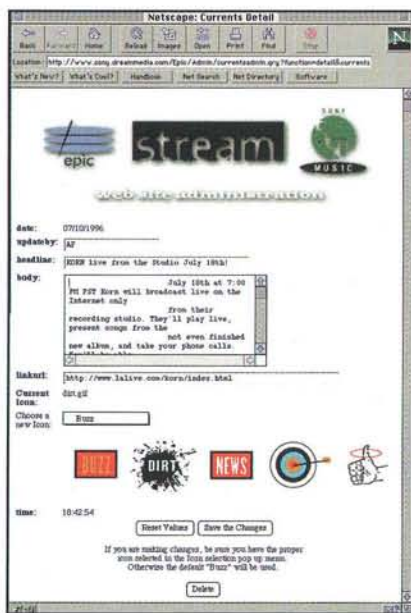 Netscape: Currents Detail
Back Forward Home Reload Images Open Print Find Stop
N
Location: http://www.sony.dreammedia.com/Epic/Admin/currentsadmin.qry?function=detail&currents
What's New? What's Cool? Handbook Net Search Net Directory Software
epic
stream
SONY
MUSIC
web site administration
date: 07/10/1996
updateby: AF
headline: KORN live from the Studio July 18th!
body:
July 18th at 7:00
PM PST Korn will broadcast live on the
Internet only
from their
recording studio. They'll play live,
present songs from the
not even finished
new album, and take your phone calls.
linkurl: http://www.lalive.com/korn/index.html
Current Icon: dirt.gif
Choose a new Icon: Buzz
BUZZ DIRT NEWS
time: 18:42:54
Reset Values Save the Changes
If you are making changes, be sure you have the proper
icon selected in the Icon selection pop up menu.
Otherwise the default "Buzz" will be used.
Delete